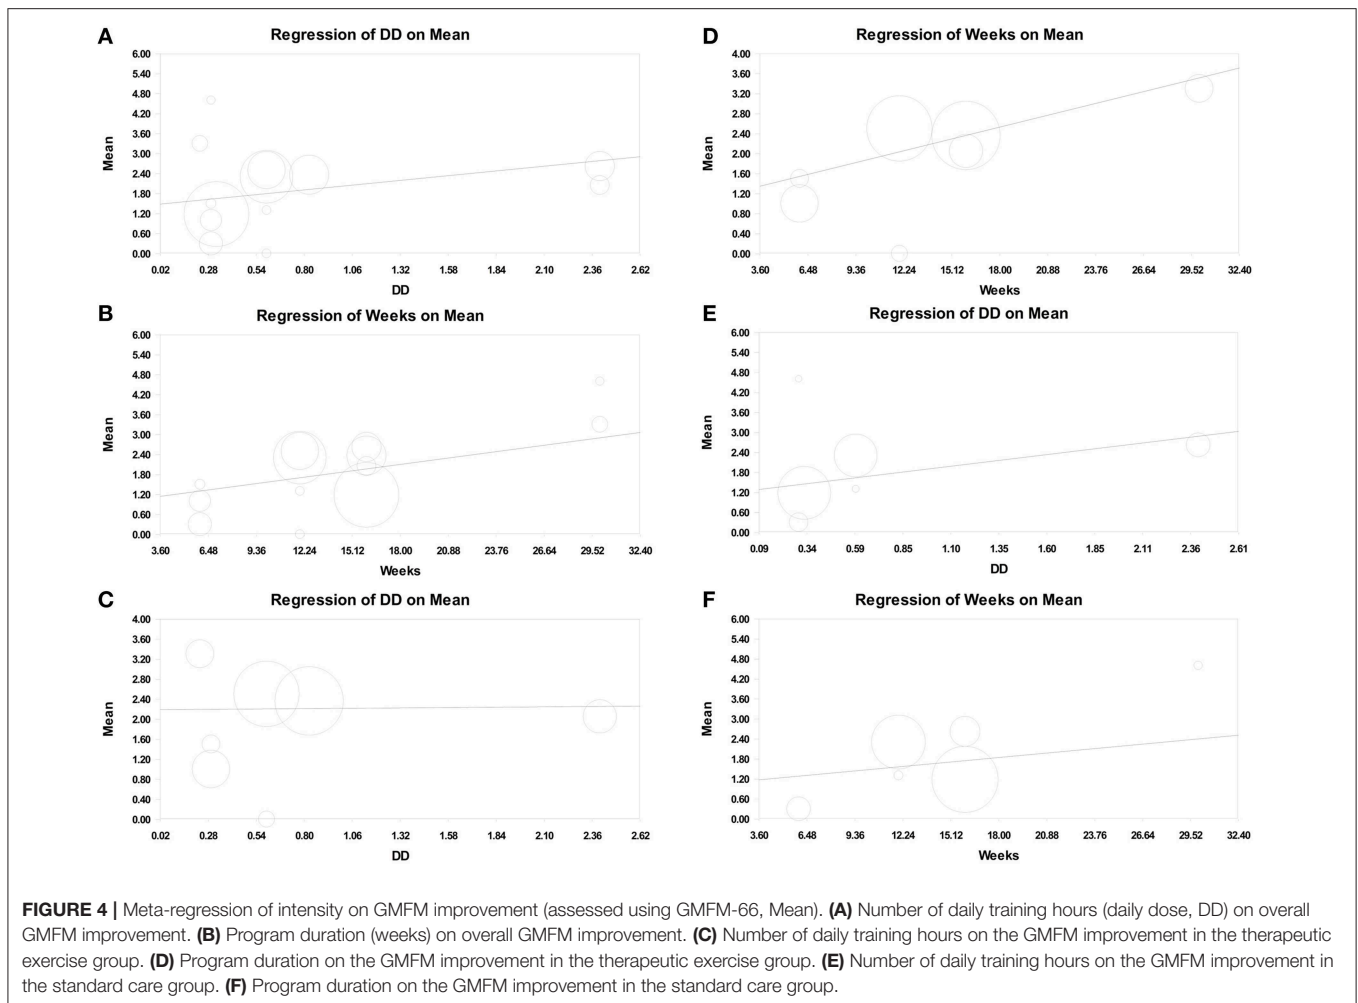 A
Regression of DD on Mean
6.00
5.40
4.80
4.20
3.60
3.00
2.40
1.80
1.20
0.60
0.00
Mean
0.02 0.28 0.54 0.80 1.06 1.32 1.58 1.84 2.10 2.36 2.62
DD
B
Regression of Weeks on Mean
6.00
5.40
4.80
4.20
3.60
3.00
2.40
1.80
1.20
0.60
0.00
Mean
3.60 6.48 9.36 12.24 15.12 18.00 20.88 23.76 26.64 29.52 32.40
Weeks
C
Regression of DD on Mean
4.00
3.60
3.20
2.80
2.40
2.00
1.60
1.20
0.80
0.40
0.00
Mean
0.02 0.28 0.54 0.80 1.06 1.32 1.58 1.84 2.10 2.36 2.62
DD
D
Regression of Weeks on Mean
4.00
3.60
3.20
2.80
2.40
2.00
1.60
1.20
0.80
0.40
0.00
Mean
3.60 6.48 9.36 12.24 15.12 18.00 20.88 23.76 26.64 29.52 32.40
Weeks
E
Regression of DD on Mean
6.00
5.40
4.80
4.20
3.60
3.00
2.40
1.80
1.20
0.60
0.00
Mean
0.09 0.34 0.59 0.85 1.10 1.35 1.60 1.85 2.11 2.36 2.61
DD
F
Regression of Weeks on Mean
6.00
5.40
4.80
4.20
3.60
3.00
2.40
1.80
1.20
0.60
0.00
Mean
3.60 6.48 9.36 12.24 15.12 18.00 20.88 23.76 26.64 29.52 32.40
Weeks
FIGURE 4 | Meta-regression of intensity on GMFM improvement (assessed using GMFM-66, Mean). (A) Number of daily training hours (daily dose, DD) on overall
GMFM improvement. (B) Program duration (weeks) on overall GMFM improvement. (C) Number of daily training hours on the GMFM improvement in the therapeutic
exercise group. (D) Program duration on the GMFM improvement in the therapeutic exercise group. (E) Number of daily training hours on the GMFM improvement in
the standard care group. (F) Program duration on the GMFM improvement in the standard care group.